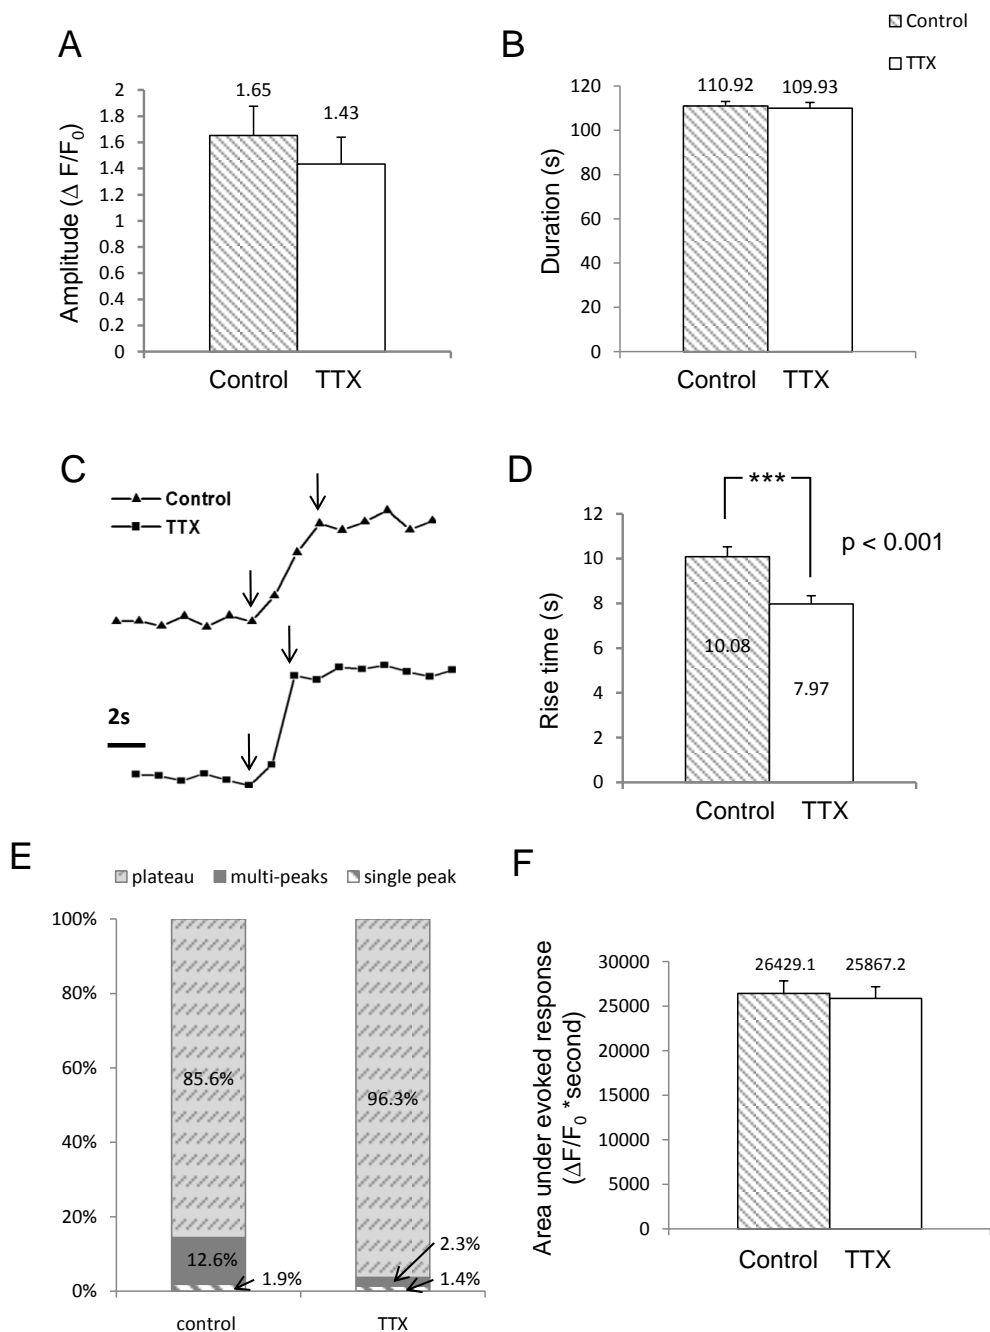 Control
TTX
A
2
1.8
1.6
1.4
1.2
1
0.8
0.6
0.4
0.2
0
Amplitude (Δ F/F₀)
1.65
1.43
Control TTX
B
120
100
80
60
40
20
0
Duration (s)
110.92
109.93
Control TTX
C
Control
TTX
2s
D
***
p < 0.001
12
10
8
6
4
2
0
Rise time (s)
10.08
7.97
Control TTX
E
plateau multi-peaks single peak
100%
80%
60%
40%
20%
0%
85.6%
96.3%
12.6%
1.9%
2.3%
1.4%
control TTX
F
30000
25000
20000
15000
10000
5000
0
Area under evoked response
(ΔF/F₀ *second)
26429.1
25867.2
Control TTX